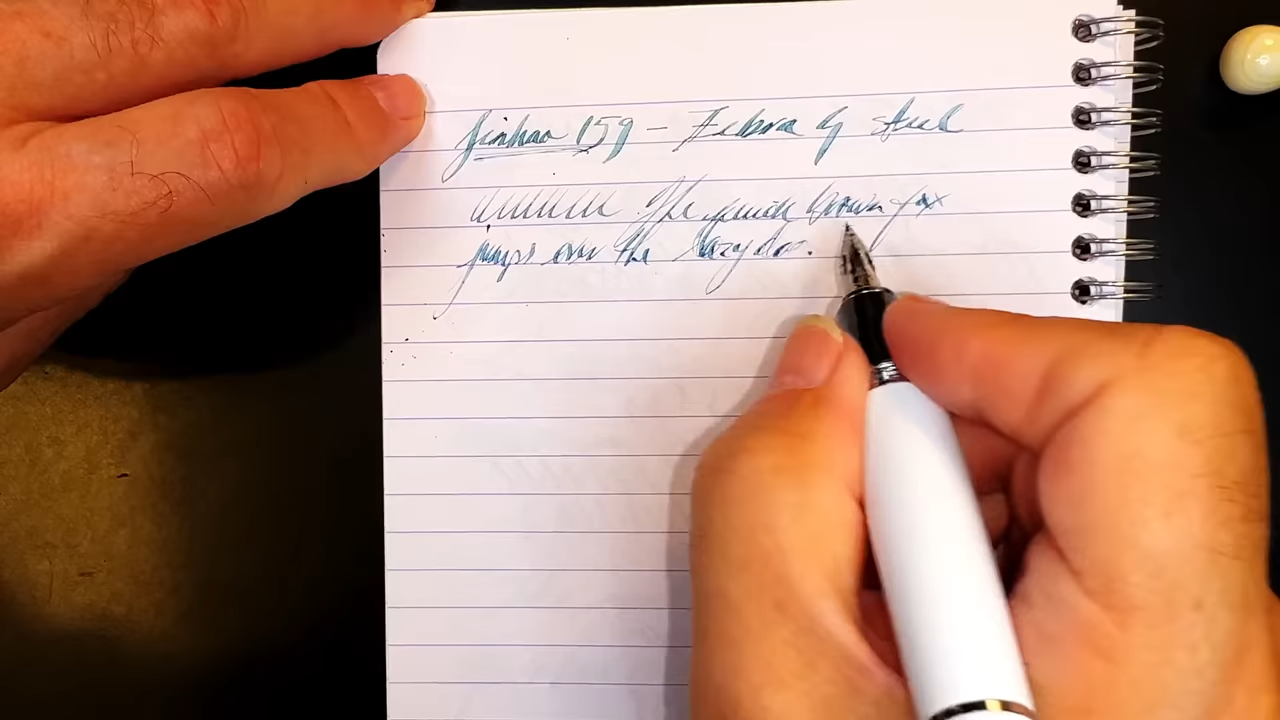 Jinhao 159 - Zebra G steel
The quick brown fox
jumps over the lazy dog.